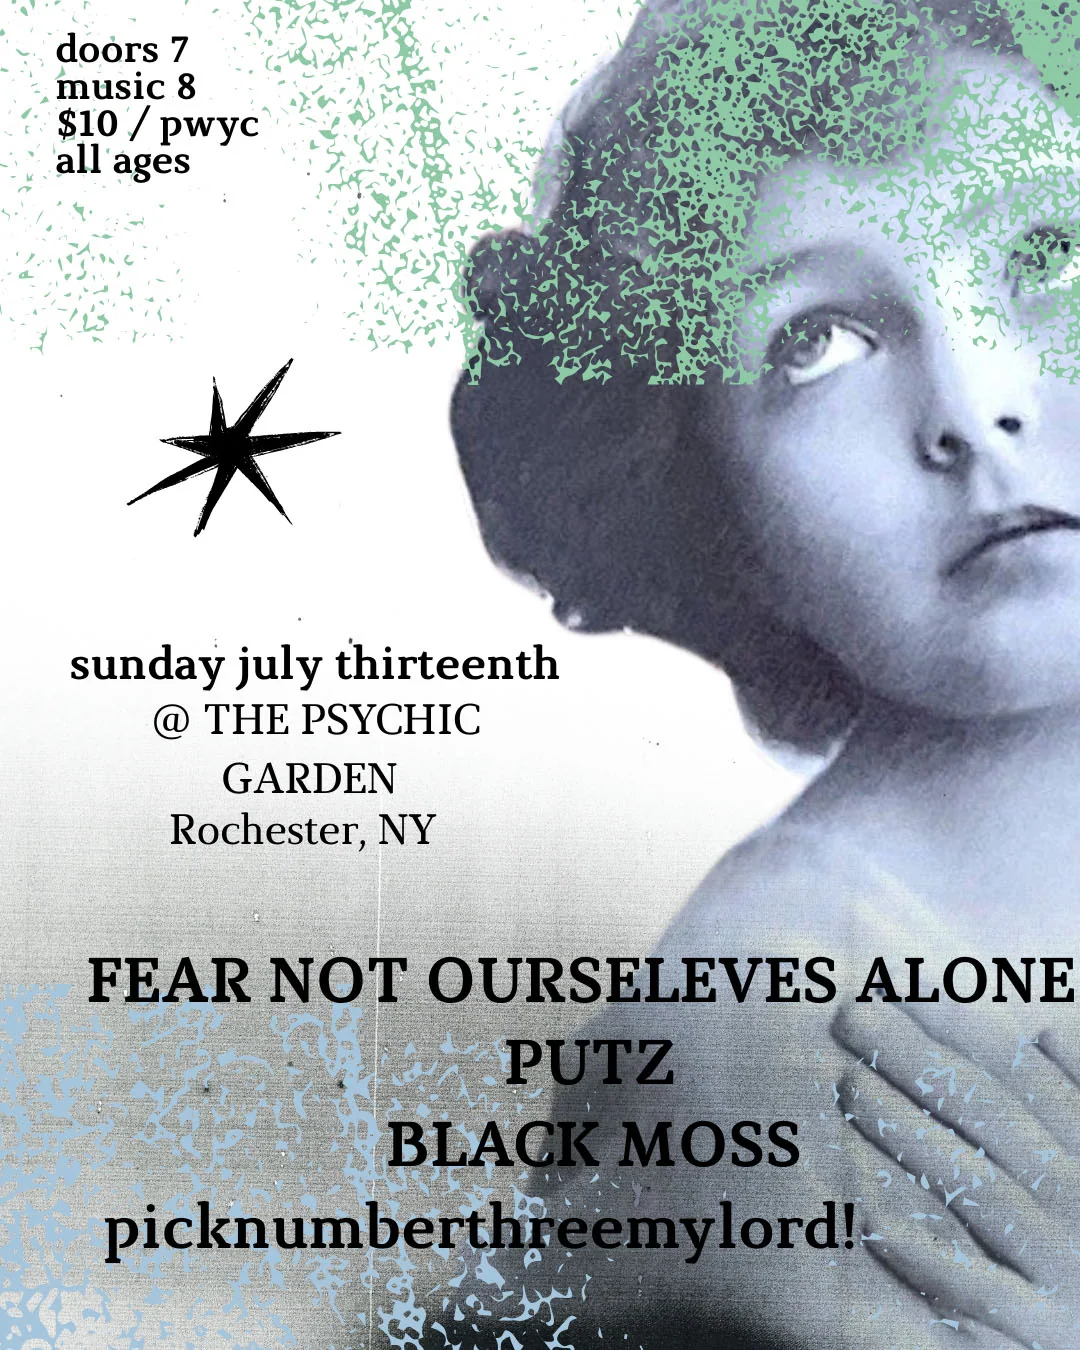 doors 7
music 8
$10 / pwyc
all ages
sunday july thirteenth
@ THE PSYCHIC
GARDEN
Rochester, NY
FEAR NOT OURSELEVES ALONE
PUTZ
BLACK MOSS
picknumberthreemylord!